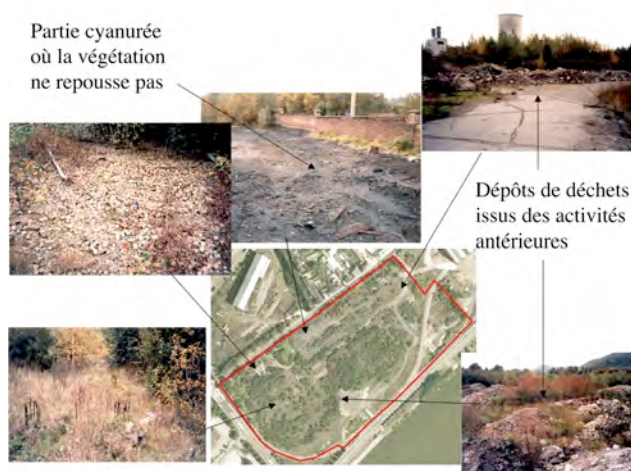 Partie cyanurée
où la végétation
ne repousse pas
Dépôts de déchets
issus des activités
antérieures